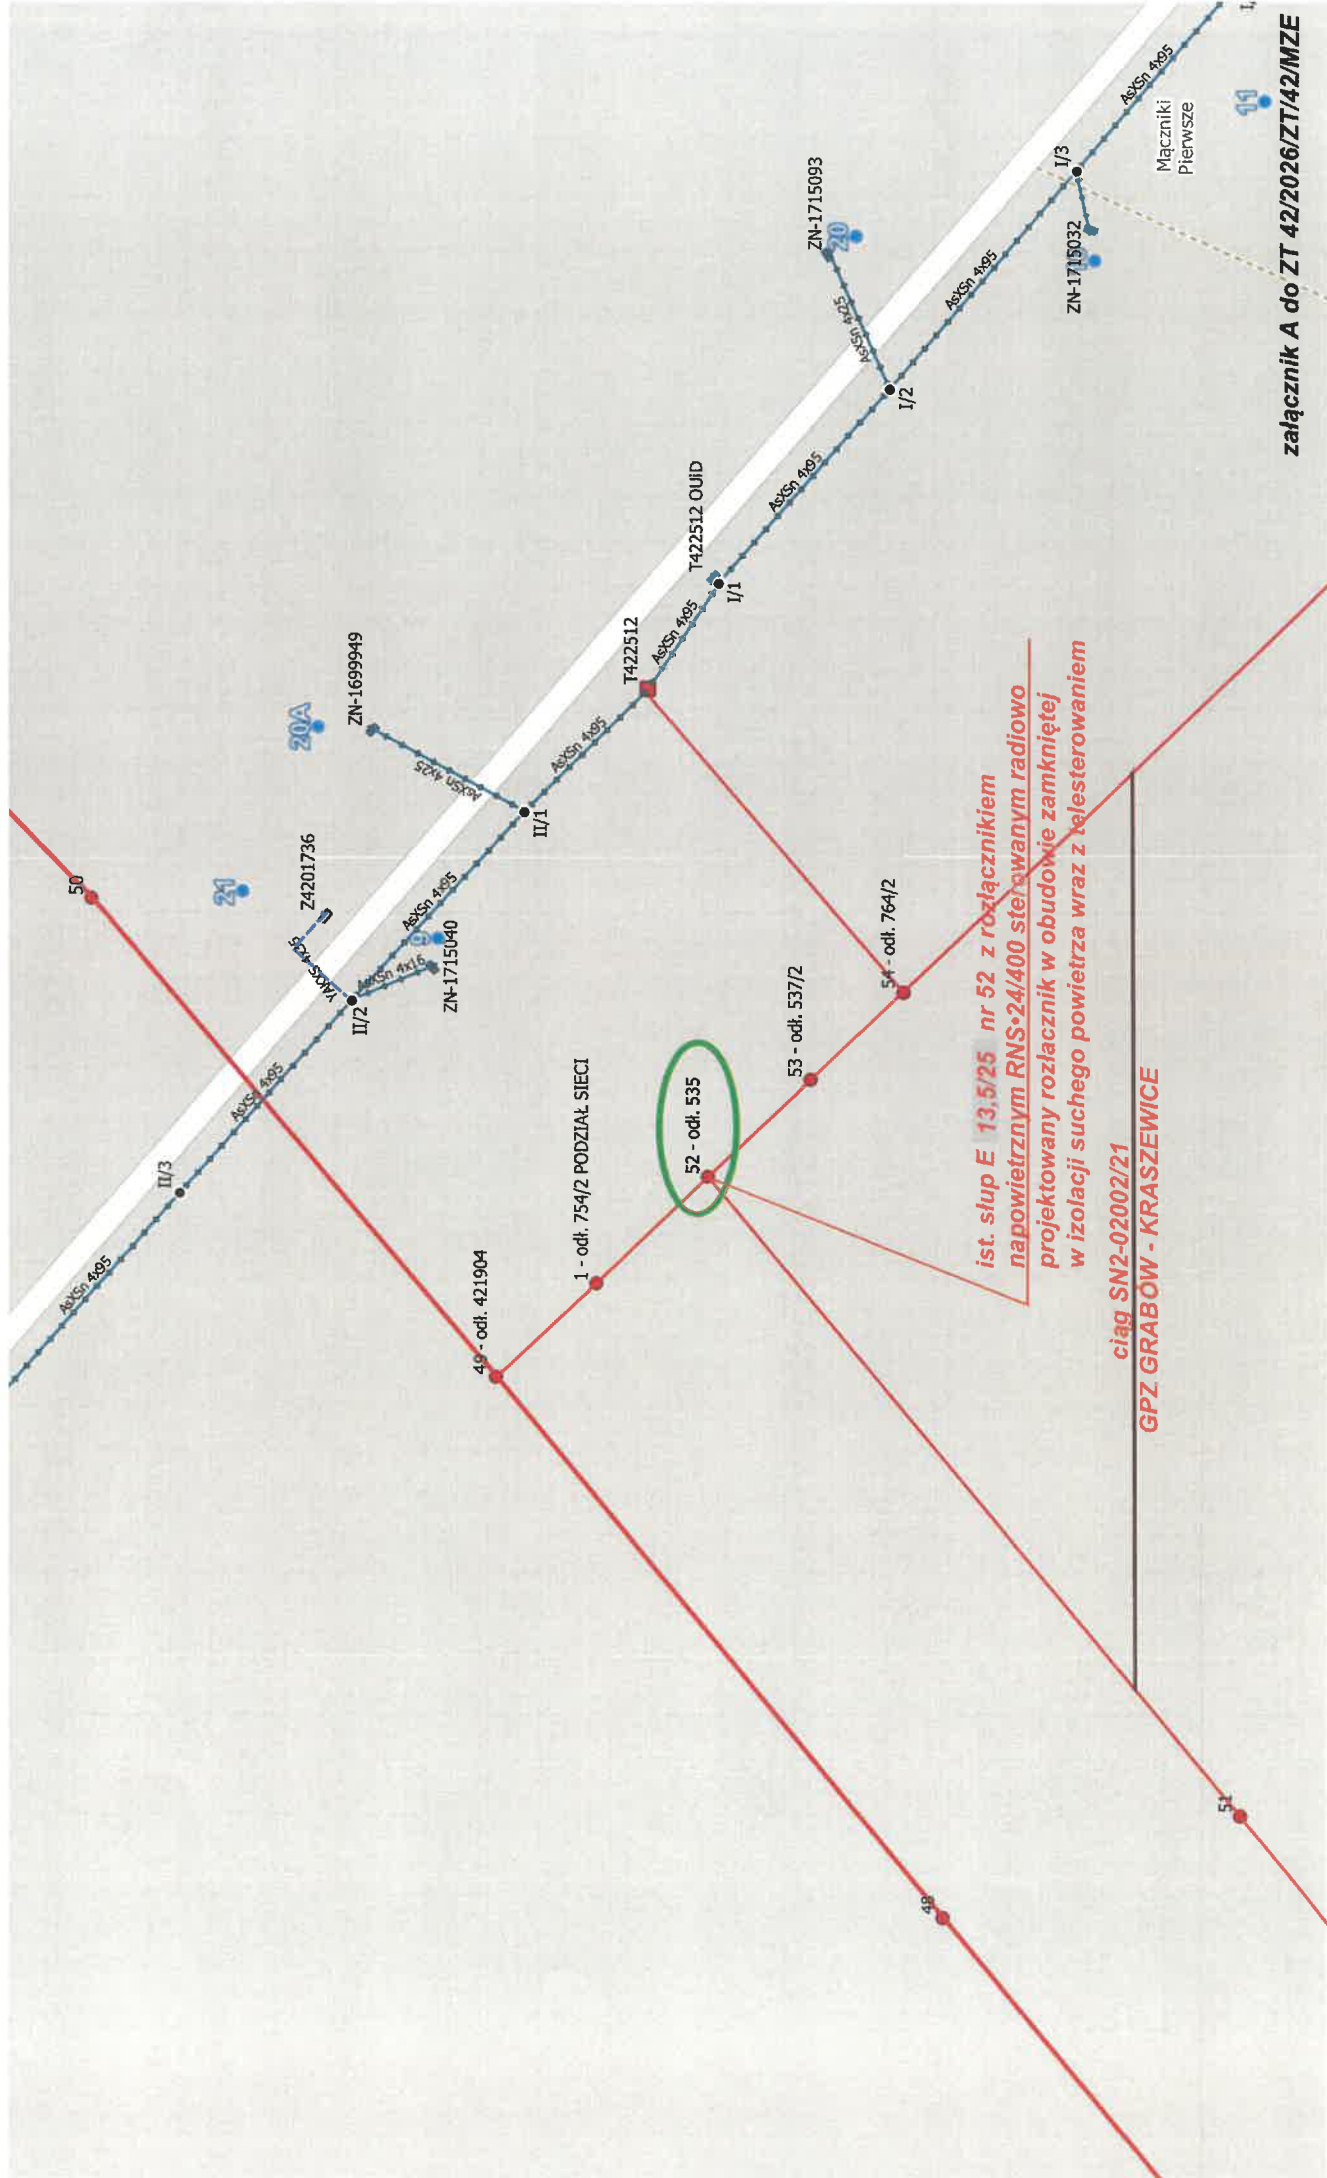 50
21
Z4201736
YAKXS 4x35
20A
ZN-1699949
AsXSn 4x25
II/3
AsXSn 4x95
AsXSn 4x95
II/2
AsXSn 4x16
9
ZN-1715040
AsXSn 4x95
II/1
AsXSn 4x95
T422512
AsXSn 4x95
T422512 OUiD
I/1
AsXSn 4x95
ZN-1715093
20
AsXSn 4x25
I/2
AsXSn 4x95
I/3
ZN-1715032
AsXSn 4x95
Mączniki
Pierwsze
11
49 - odł. 421904
1 - odł. 754/2 PODZIAŁ SIECI
52 - odł. 535
53 - odł. 537/2
54 - odł. 764/2
48
51
ist. słup E 13,5/25 nr 52 z rozłącznikiem
napowietrznym RNS•24/400 sterowanym radiowo
projektowany rozłacznik w obudowie zamkniętej
w izolacji suchego powietrza wraz z telesterowaniem
ciąg SN2-02002/21
GPZ GRABÓW - KRASZEWICE
załącznik A do ZT 42/2026/ZT/42/MZE